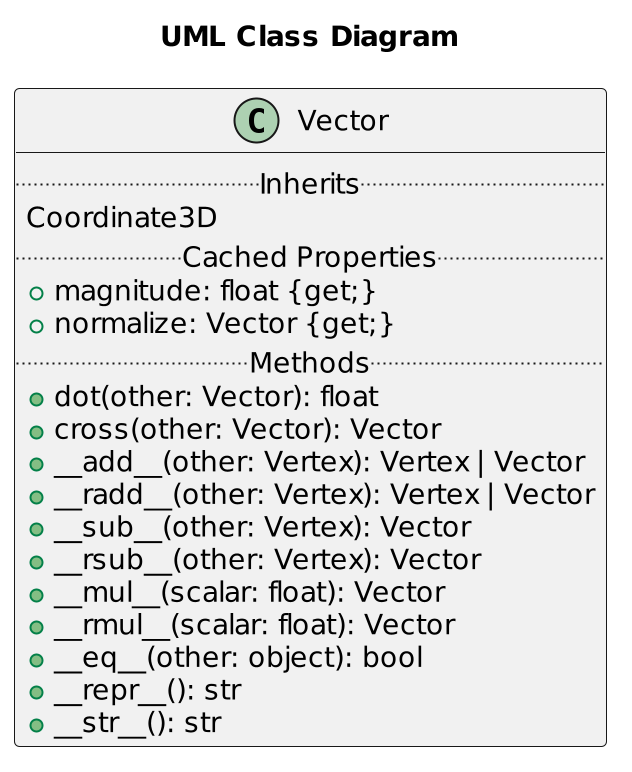 UML Class Diagram
C Vector
Inherits
Coordinate3D
Cached Properties
magnitude: float {get;}
normalize: Vector {get;}
Methods
dot(other: Vector): float
cross(other: Vector): Vector
__add__(other: Vertex): Vertex | Vector
__radd__(other: Vertex): Vertex | Vector
__sub__(other: Vertex): Vector
__rsub__(other: Vertex): Vector
__mul__(scalar: float): Vector
__rmul__(scalar: float): Vector
__eq__(other: object): bool
__repr__(): str
__str__(): str